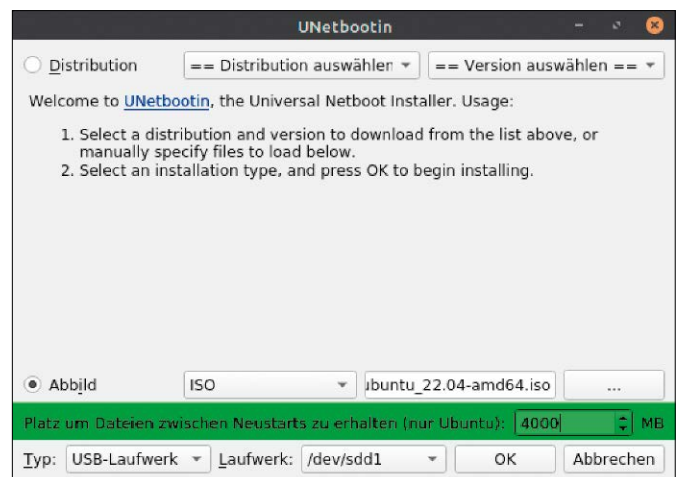 UNetbootin
Distribution == Distribution auswählen == Version auswählen ==
Welcome to UNetbootin, the Universal Netboot Installer. Usage:
1. Select a distribution and version to download from the list above, or
manually specify files to load below.
2. Select an installation type, and press OK to begin installing.
Abbild ISO ubuntu_22.04-amd64.iso ...
Platz um Dateien zwischen Neustarts zu erhalten (nur Ubuntu): 4000 MB
Typ: USB-Laufwerk Laufwerk: /dev/sdd1 OK Abbrechen